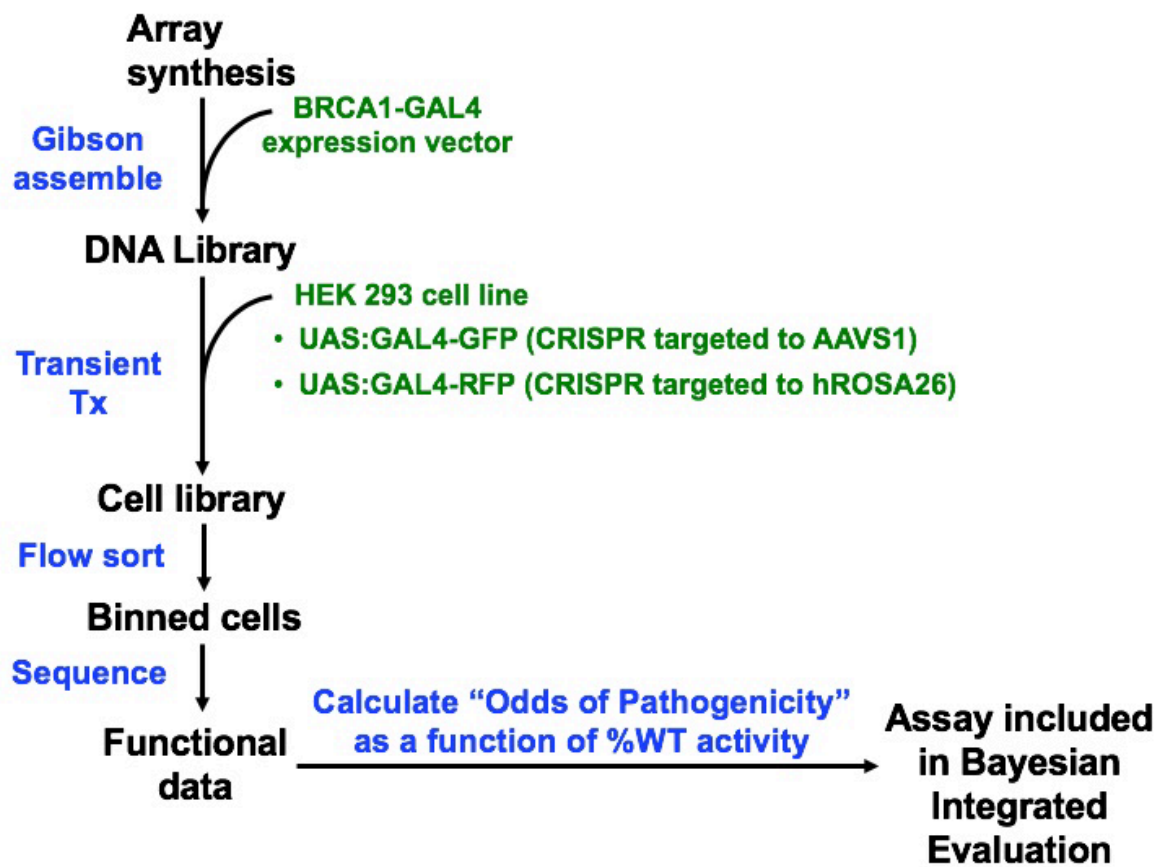 Array
synthesis
BRCA1-GAL4
expression vector
Gibson
assemble
DNA Library
HEK 293 cell line
• UAS:GAL4-GFP (CRISPR targeted to AAVS1)
• UAS:GAL4-RFP (CRISPR targeted to hROSA26)
Transient
Tx
Cell library
Flow sort
Binned cells
Sequence
Functional
data
Calculate “Odds of Pathogenicity”
as a function of %WT activity
Assay included
in Bayesian
Integrated
Evaluation